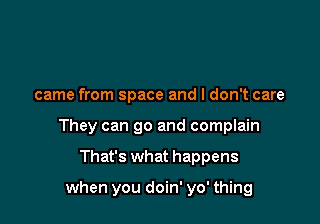 came from space and I don't care
They can go and complain
That's what happens
when you doin' yo' thing